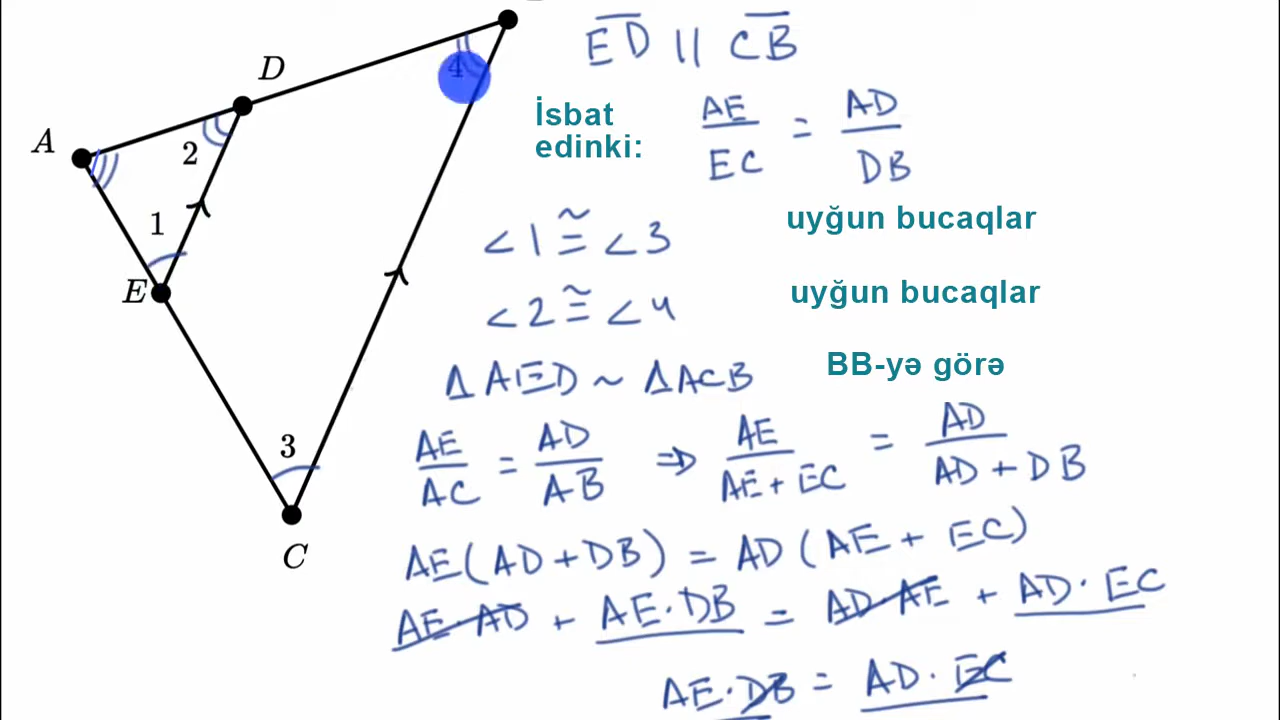 A
D
E
C
1
2
3
4
ED || CB
İsbat
edinki:
AE/EC = AD/DB
∠1 ≅ ∠3 uyğun bucaqlar
∠2 ≅ ∠4 uyğun bucaqlar
ΔAED ~ ΔACB BB-yə görə
AE/AC = AD/AB ⇒ AE/AE + EC = AD/AD + DB
AE(AD+DB) = AD(AE + EC)
AE·AD + AE·DB = AD·AE + AD·EC
AE·DB = AD·EC